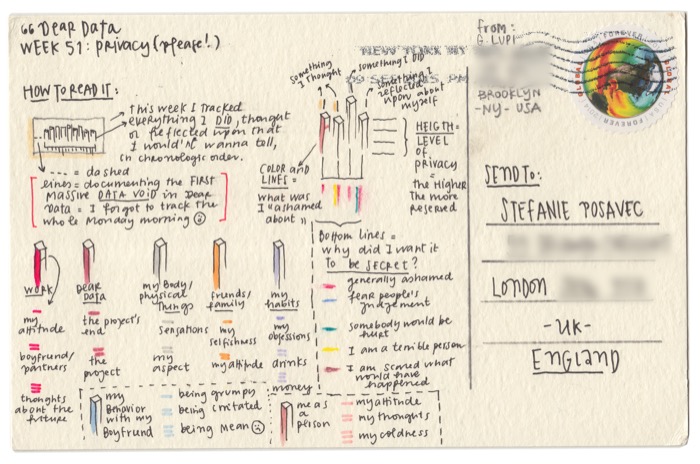 DEAR DATA
WEEK 51: PRIVACY (please!)
HOW TO READ IT:
This week I tracked
everything I DID, thought
or Reflected upon that
I would'nt wanna tell,
in chronologic order.
---- = dashed
lines = documenting the FIRST
MASSIVE DATA VOID in Dear
Data = I forgot to track the
whole Monday morning
something I thought
something I DID
something I reflected upon about myself
COLOR AND
LINES =
what was
I "ashamed
about"
HEIGTH =
LEVEL
OF
PRIVACY
= the Higher
The more
reserved
Bottom lines =
why did I want it
To be SECRET?
generally ashamed
fear people's
judgement
somebody would be
hurt
I am a terrible person
I am scared what
would have
happened
WORK
my
attitude
boyfriend/
partners
thoughts
about the
future
DEAR
DATA
the project's
end
the
project
my Body/
physical
Things
sensations
my
aspect
friends/
family
my
selfishness
my attitude
my
habits
my
obsessions
drinks
money
my
Behavior
with my
Boyfriend
being grumpy
being irritated
being mean
me as
a
person
my attitude
my thoughts
my coldness
from:
G. LUPI
BROOKLYN
-NY- USA
NEW YORK NY
FOREVER
SEND TO:
STEFANIE POSAVEC
LONDON
-UK-
ENGLAND